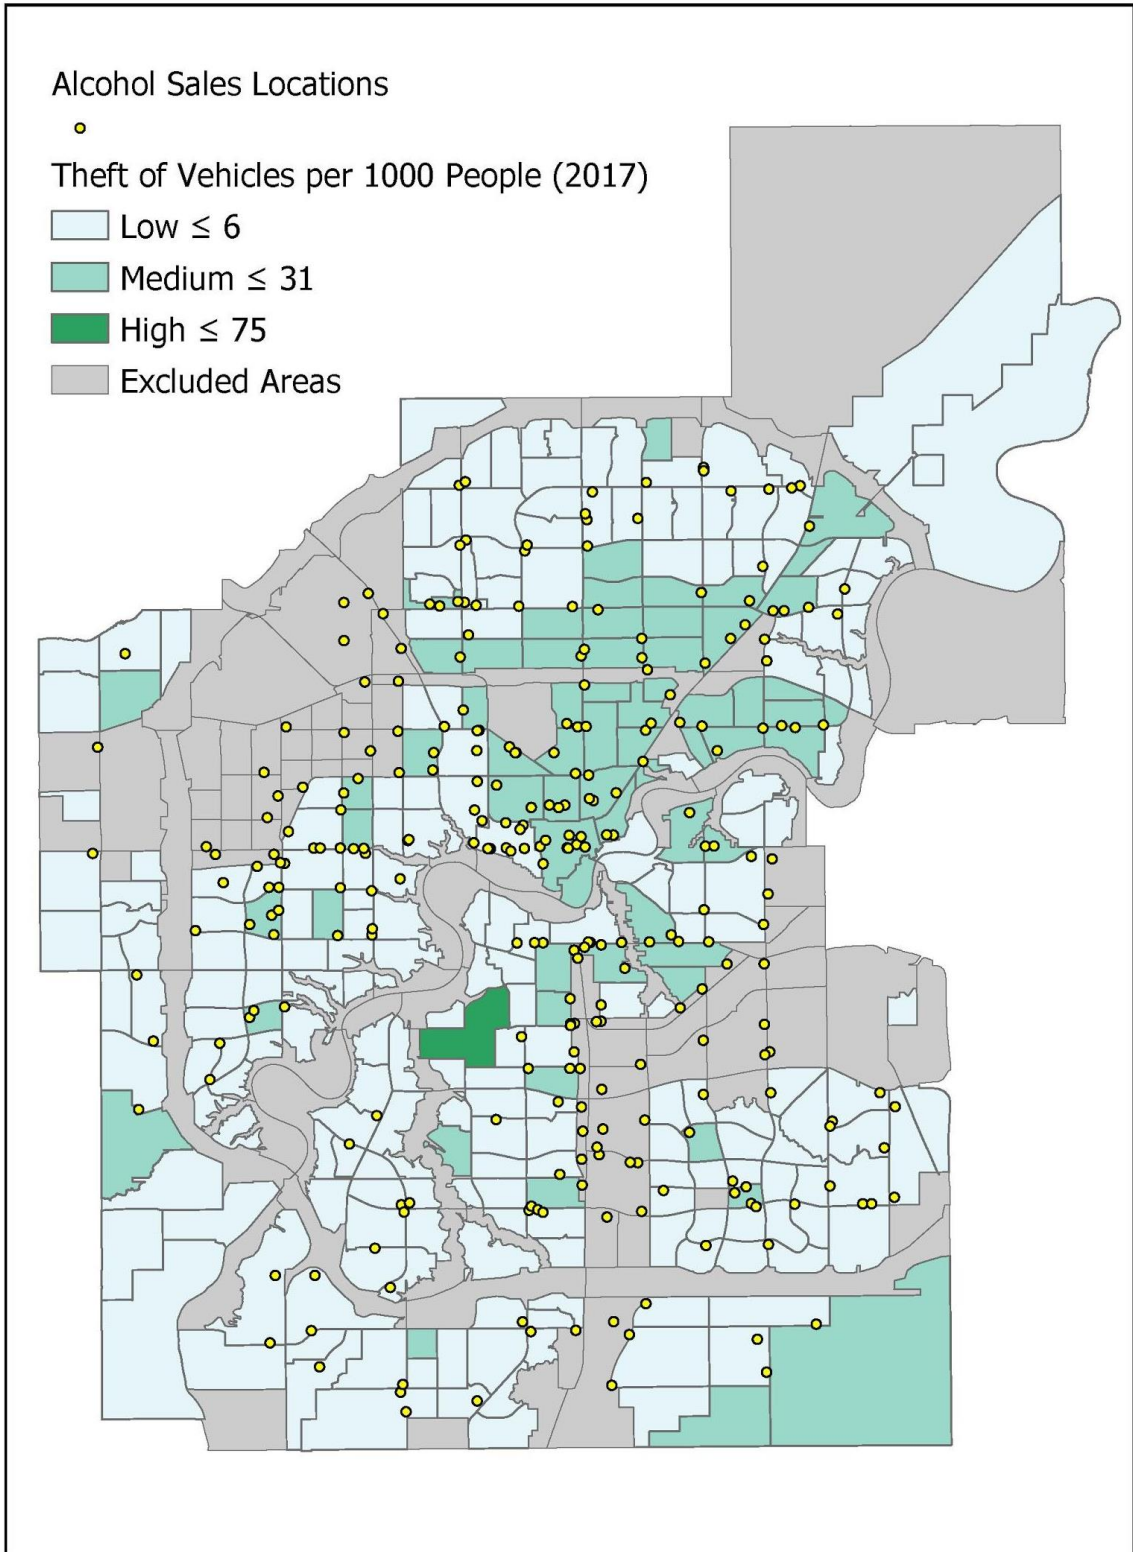 Alcohol Sales Locations
Theft of Vehicles per 1000 People (2017)
Low ≤ 6
Medium ≤ 31
High ≤ 75
Excluded Areas